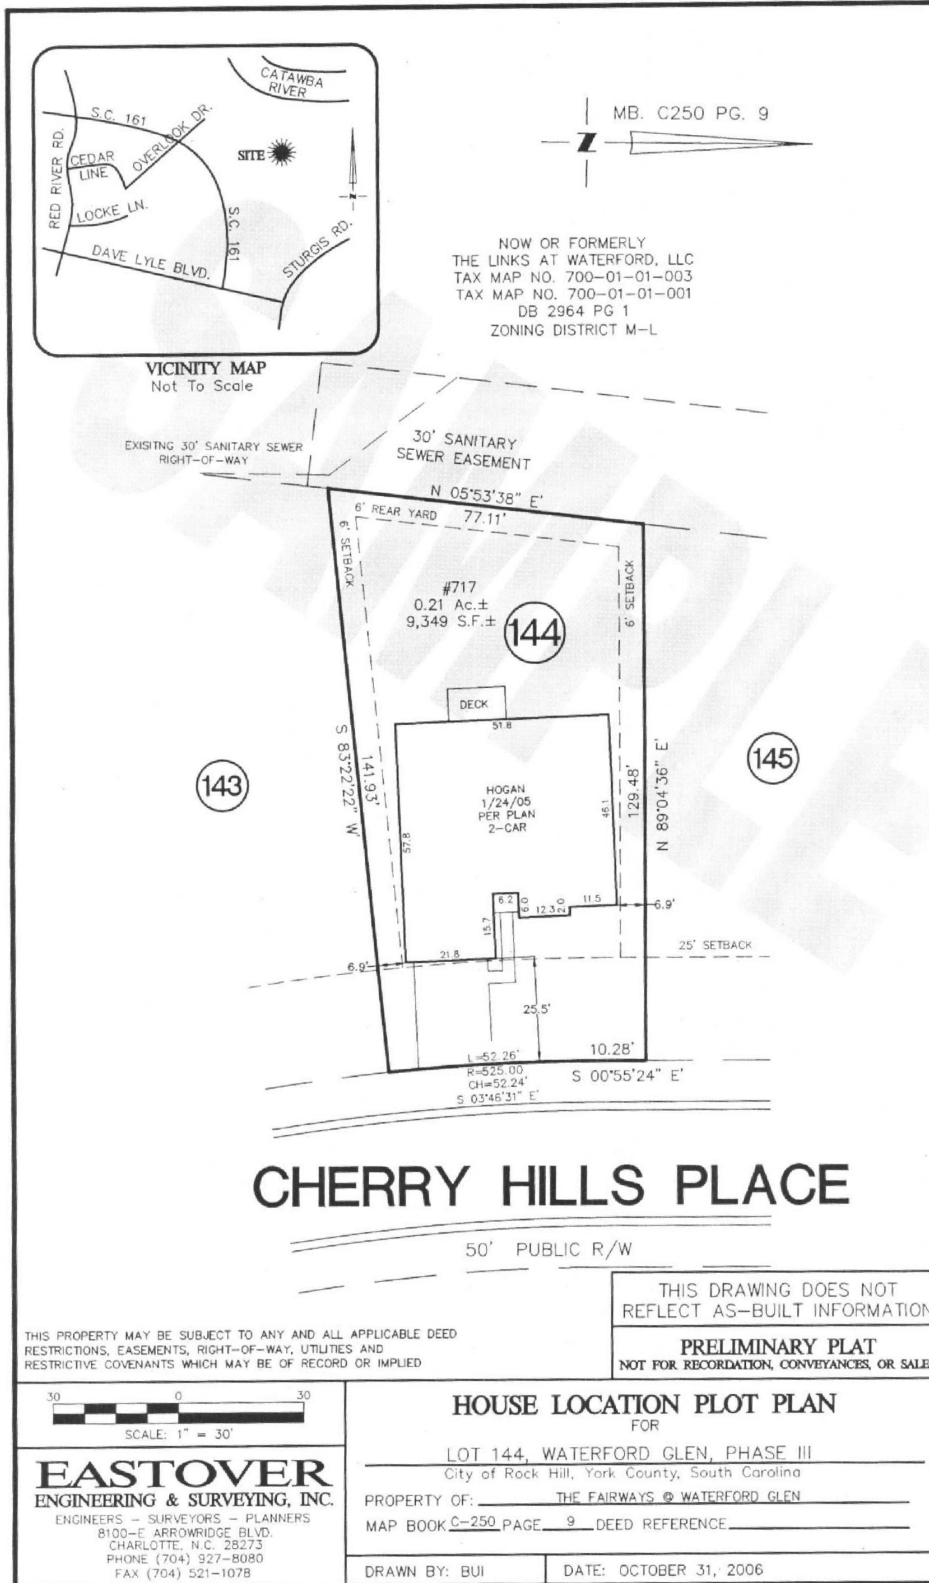 CATAWBA
RIVER
S.C. 161
OVERLOOK DR.
RED RIVER RD.
CEDAR
LINE
SITE
N
LOCKE LN.
S.C. 161
STURGIS RD.
DAVE LYLE BLVD.
VICINITY MAP
Not To Scale
MB. C250 PG. 9
N
NOW OR FORMERLY
THE LINKS AT WATERFORD, LLC
TAX MAP NO. 700-01-01-003
TAX MAP NO. 700-01-01-001
DB 2964 PG 1
ZONING DISTRICT M-L
SAMPLE
EXISITNG 30' SANITARY SEWER
RIGHT-OF-WAY
30' SANITARY
SEWER EASEMENT
N 05°53'38" E'
77.11'
6' REAR YARD
6' SETBACK
6' SETBACK
#717
0.21 Ac.±
9,349 S.F.±
144
DECK
51.8
143
145
S 83°22'22" W
141.93'
HOGAN
1/24/05
PER PLAN
2-CAR
57.8
46.1
129.48'
N 89°04'36" E'
6.2
6.0
12.3
2.0
11.5
6.9'
15.7
21.8
6.9'
25' SETBACK
25.5'
L=52.26'
R=525.00
CH=52.24'
S 03°46'31" E'
10.28'
S 00°55'24" E'
CHERRY HILLS PLACE
50' PUBLIC R/W
THIS DRAWING DOES NOT
REFLECT AS-BUILT INFORMATION
PRELIMINARY PLAT
NOT FOR RECORDATION, CONVEYANCES, OR SALE
THIS PROPERTY MAY BE SUBJECT TO ANY AND ALL APPLICABLE DEED
RESTRICTIONS, EASEMENTS, RIGHT-OF-WAY, UTILITIES AND
RESTRICTIVE COVENANTS WHICH MAY BE OF RECORD OR IMPLIED
30 0 30
SCALE: 1" = 30'
EASTOVER
ENGINEERING & SURVEYING, INC.
ENGINEERS - SURVEYORS - PLANNERS
8100-E ARROWRIDGE BLVD.
CHARLOTTE, N.C. 28273
PHONE (704) 927-8080
FAX (704) 521-1078
HOUSE LOCATION PLOT PLAN
FOR
LOT 144, WATERFORD GLEN, PHASE III
City of Rock Hill, York County, South Carolina
PROPERTY OF: THE FAIRWAYS @ WATERFORD GLEN
MAP BOOK C-250 PAGE 9 DEED REFERENCE
DRAWN BY: BUI
DATE: OCTOBER 31, 2006